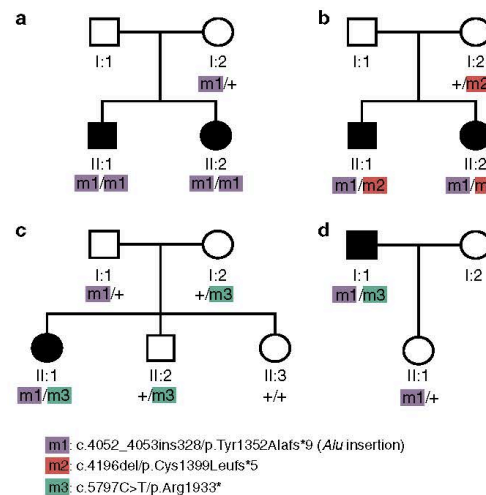 a
b
I:1
I:2
I:1
I:2
m1/+
+/m2
II:1
II:2
II:1
II:2
m1/m1
m1/m1
m1/m2
c
d
I:1
I:2
I:1
I:2
m1/+
+/m3
m1/m3
II:1
II:2
II:3
II:1
m1/m3
+/m3
+/+
m1/+
m1: c.4052_4053ins328/p.Tyr1352Alafs*9 (Alu insertion)
m2: c.4196del/p.Cys1399Leufs*5
m3: c.5797C>T/p.Arg1933*